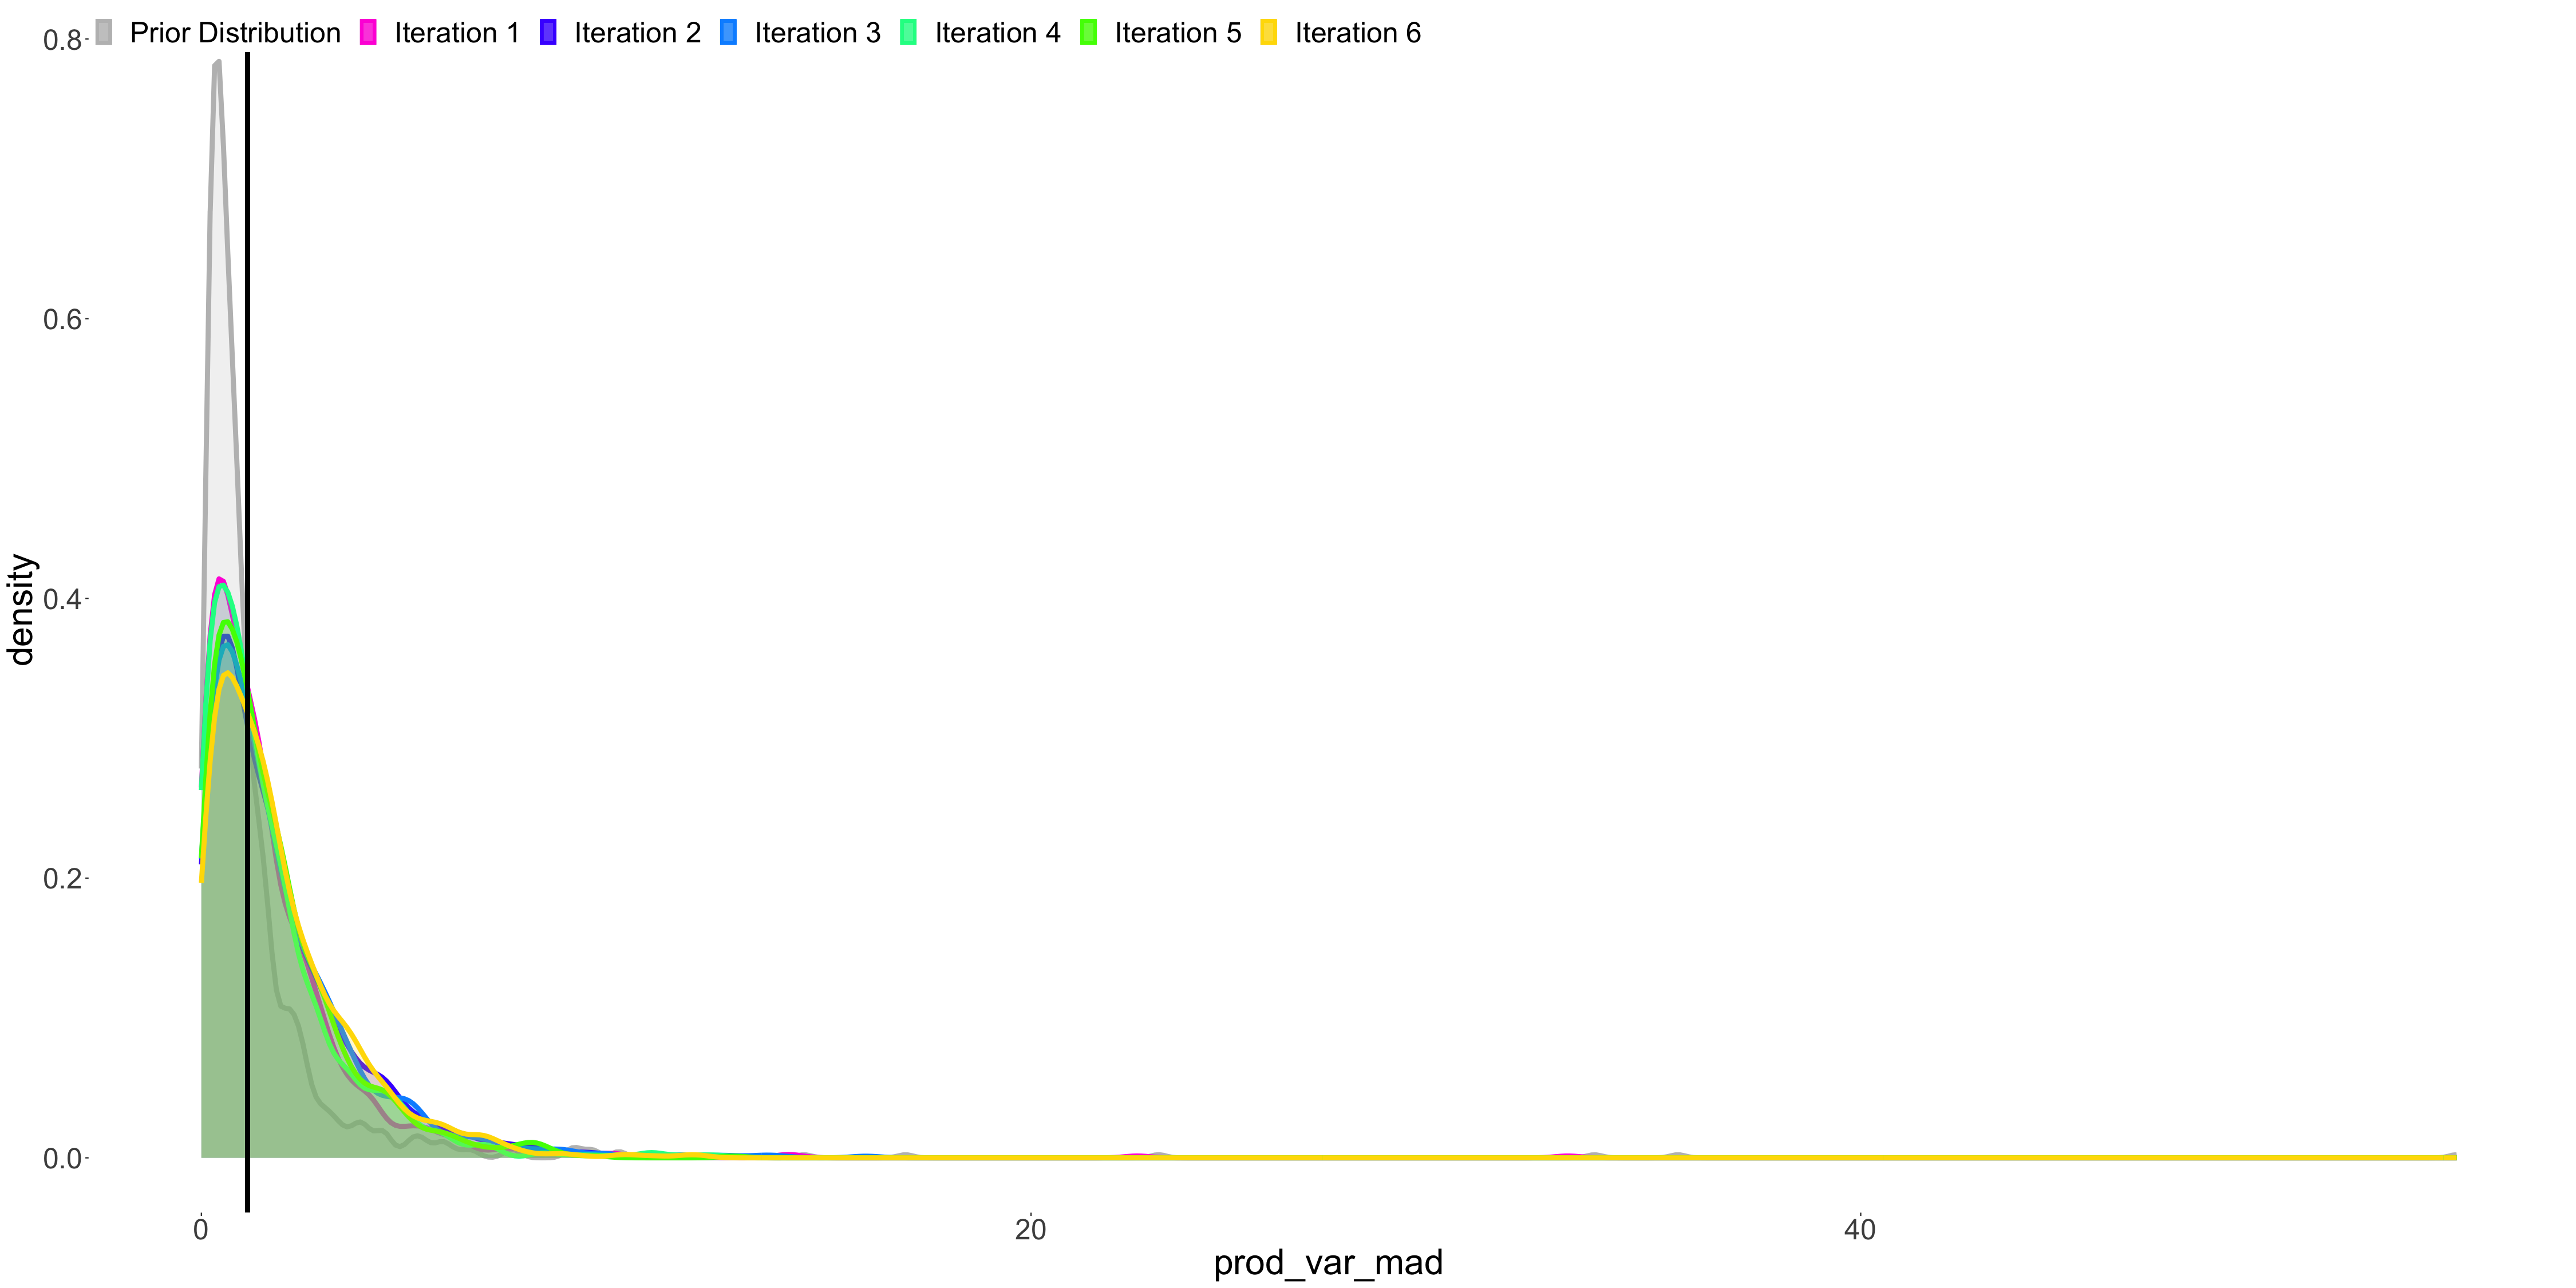 Prior Distribution Iteration 1 Iteration 2 Iteration 3 Iteration 4 Iteration 5 Iteration 6
0.8
0.6
0.4
0.2
0.0
density
0 20 40
prod_var_mad